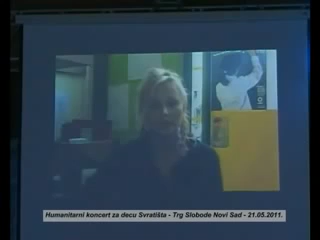 Humanitarni koncert za decu Svratišta - Trg Slobode Novi Sad - 21.05.2011.